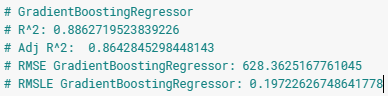 # GradientBoostingRegressor
# R^2: 0.8862719523839226
# Adj R^2:  0.8642845298448143
# RMSE GradientBoostingRegressor: 628.3625167761045
# RMSLE GradientBoostingRegressor: 0.19722626748641778